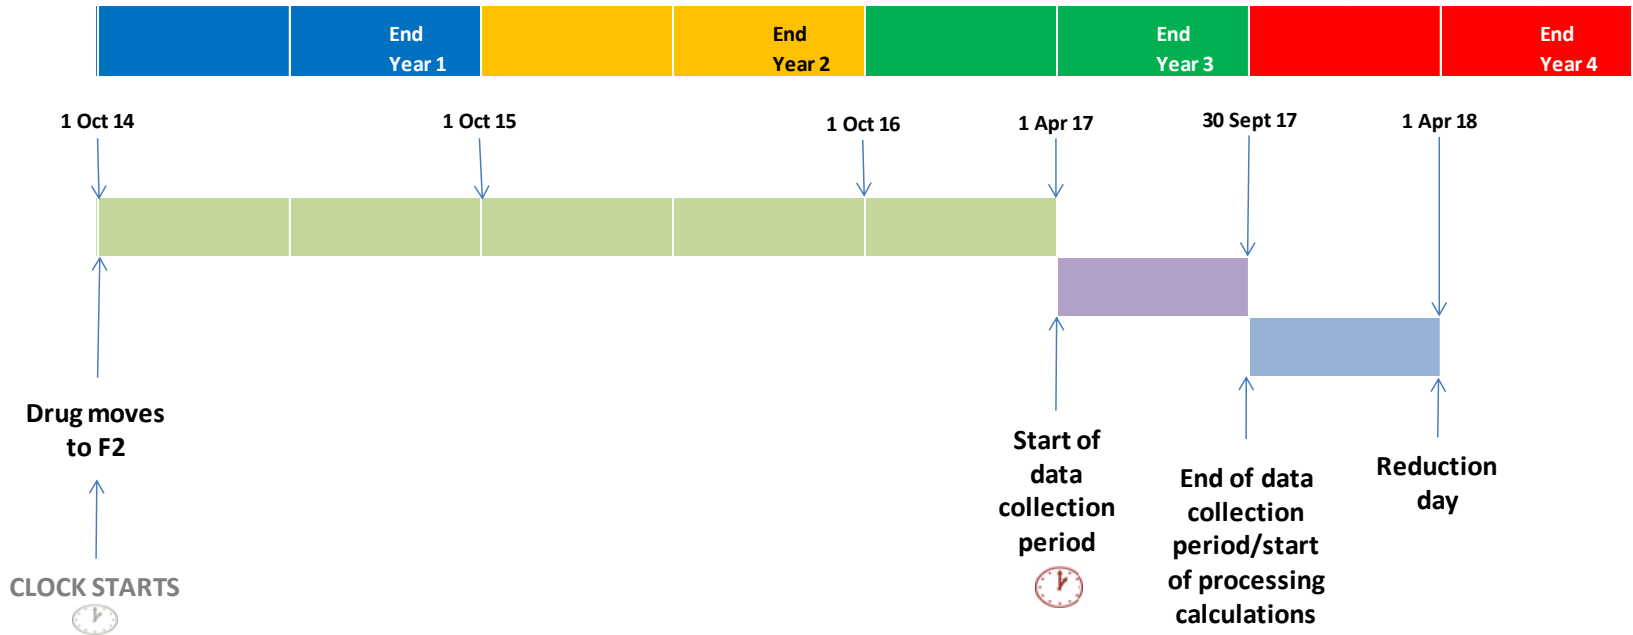 End
Year 1
End
Year 2
End
Year 3
End
Year 4
1 Oct 14
1 Oct 15
1 Oct 16
1 Apr 17
30 Sept 17
1 Apr 18
Drug moves
to F2
CLOCK STARTS
Start of
data
collection
period
End of data
collection
period/start
of processing
calculations
Reduction
day